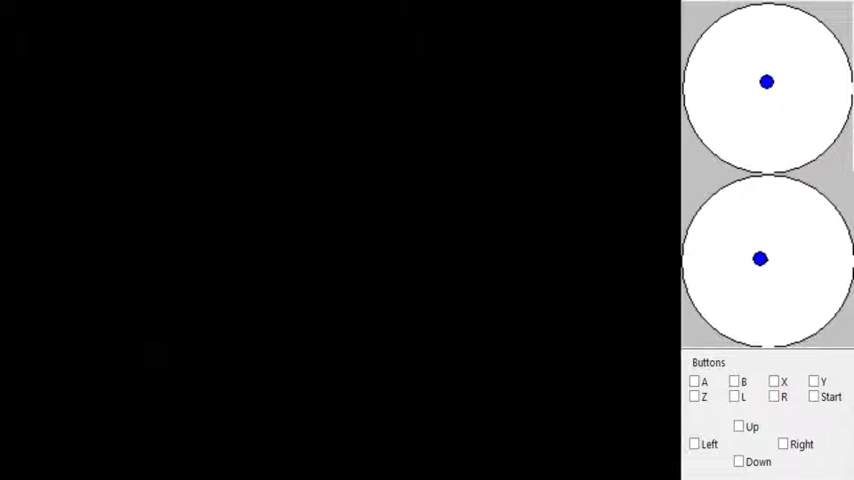 Buttons
A B X Y
Z L R Start
Up
Left Right
Down